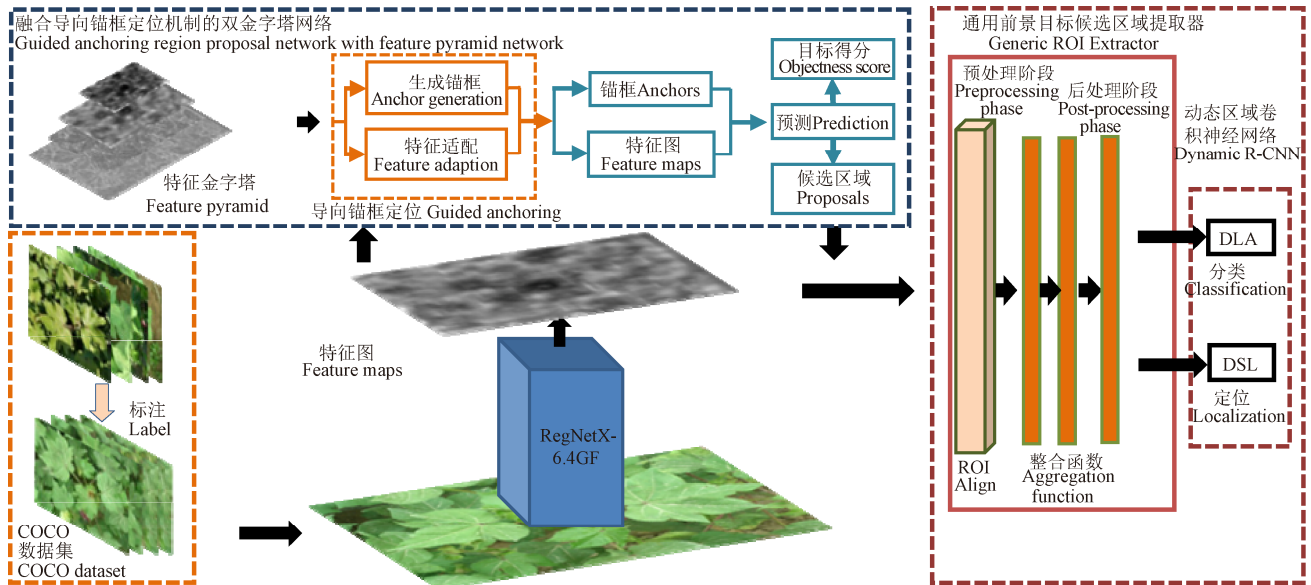 融合导向锚框定位机制的双金字塔网络
Guided anchoring region proposal network with feature pyramid network
特征金字塔
Feature pyramid
生成锚框
Anchor generation
特征适配
Feature adaption
导向锚框定位 Guided anchoring
锚框Anchors
特征图
Feature maps
目标得分
Objectness score
预测Prediction
候选区域
Proposals
标注
Label
COCO
数据集
COCO dataset
特征图
Feature maps
RegNetX-
6.4GF
通用前景目标候选区域提取器
Generic ROI Extractor
预处理阶段
Preprocessing
phase
后处理阶段
Post-processing
phase
ROI
Align
整合函数
Aggregation
function
动态区域卷
积神经网络
Dynamic R-CNN
DLA
分类
Classification
DSL
定位
Localization